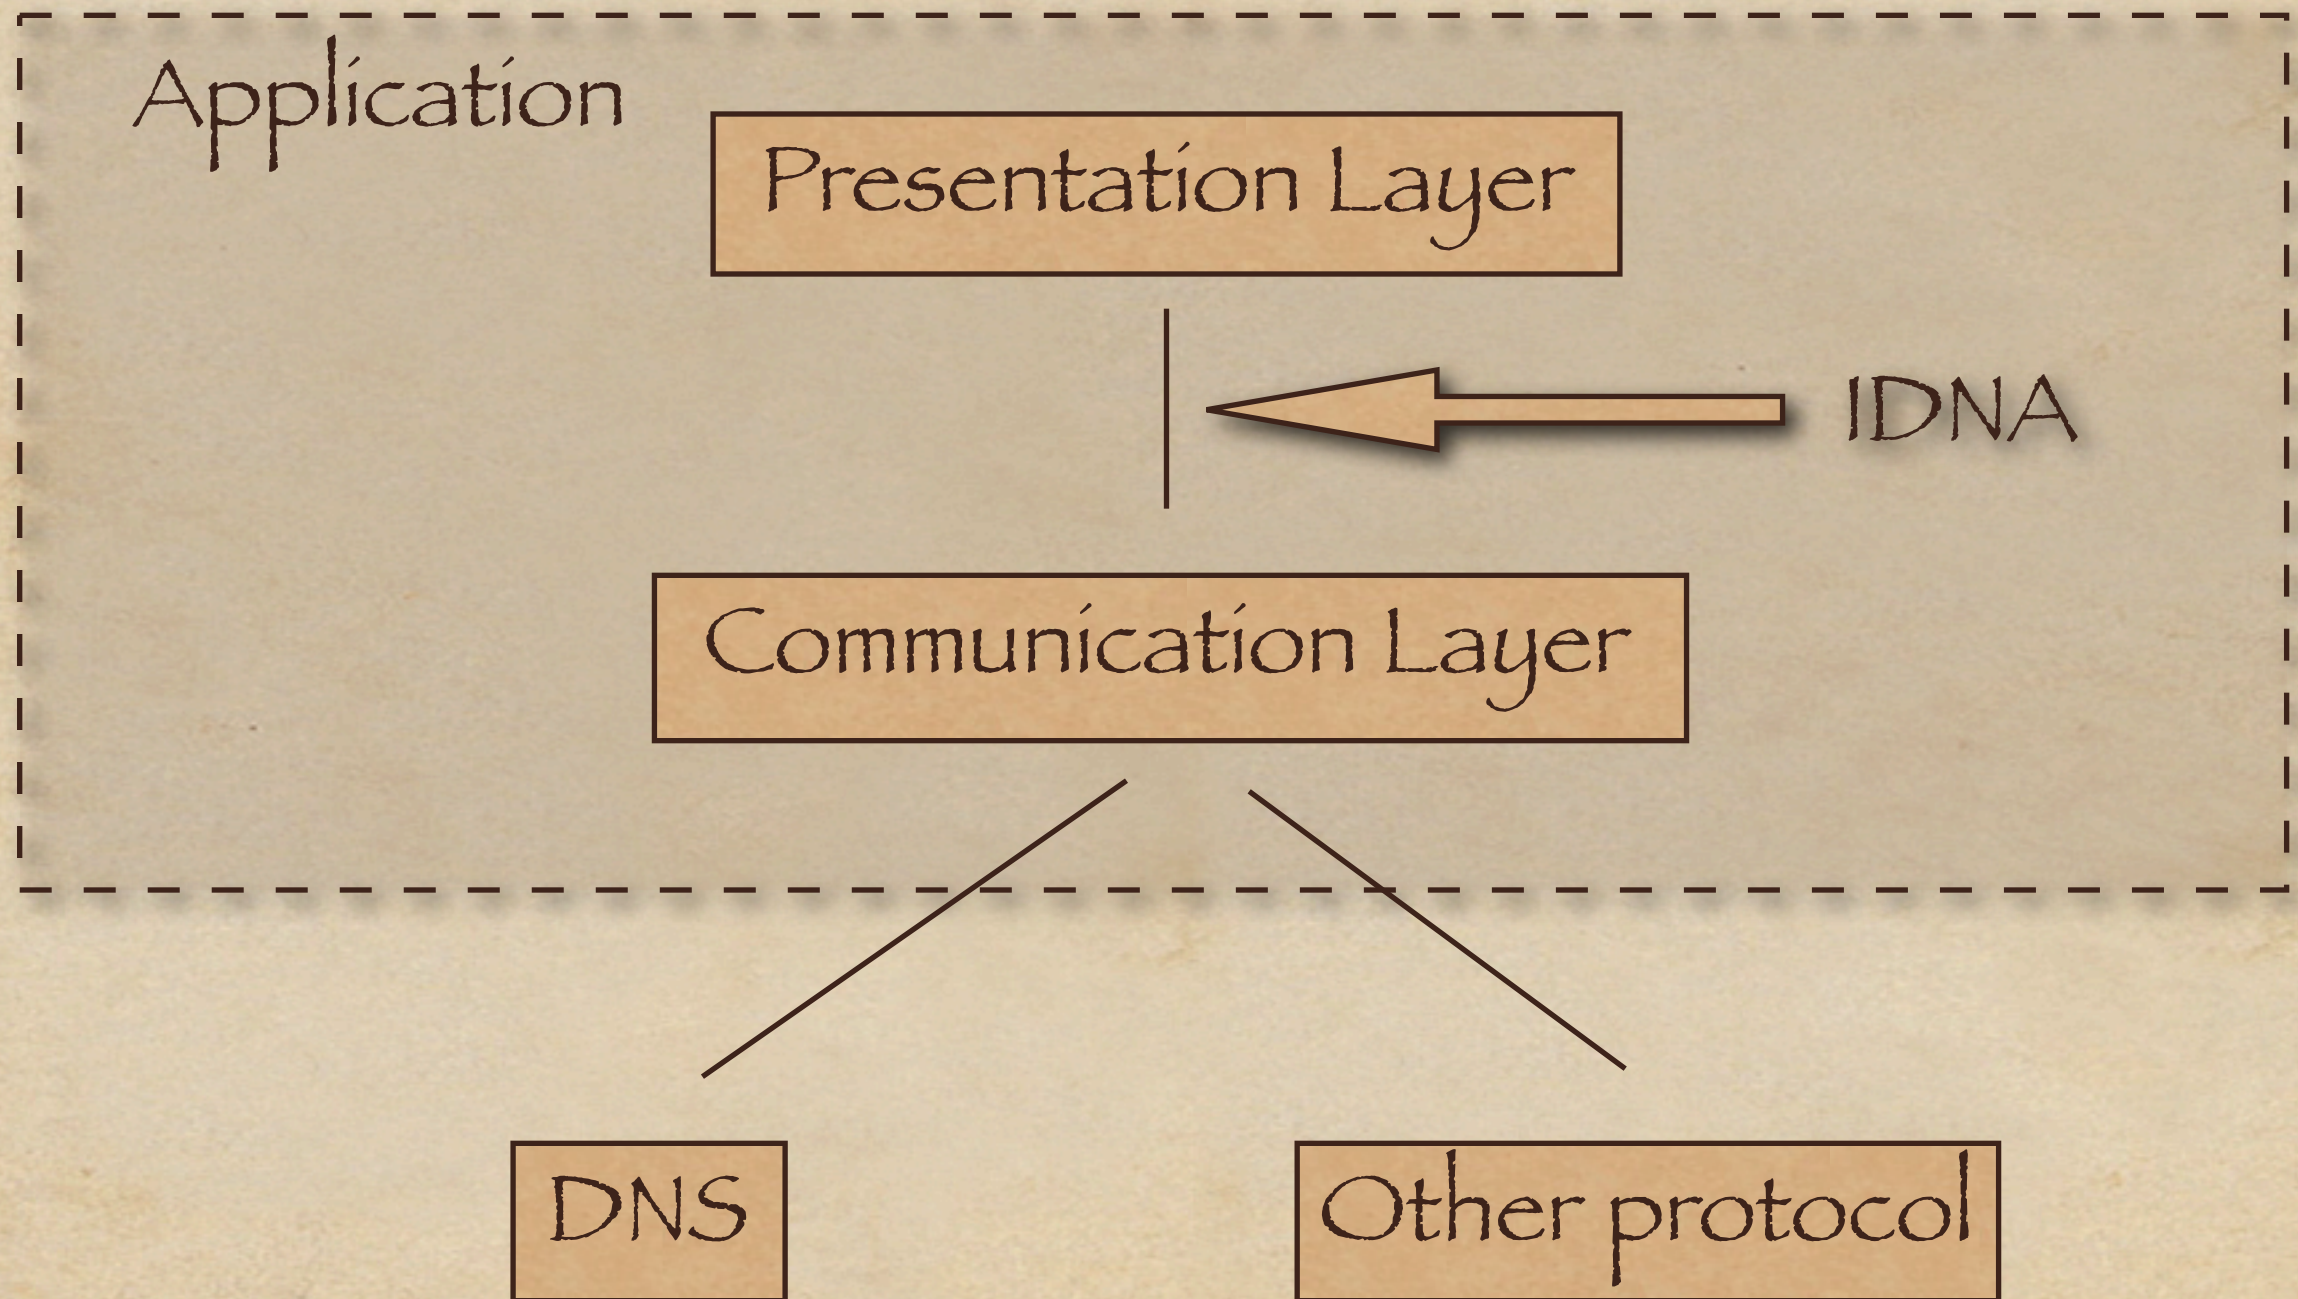 Application
Presentation Layer
IDNA
Communication Layer
DNS
Other protocol